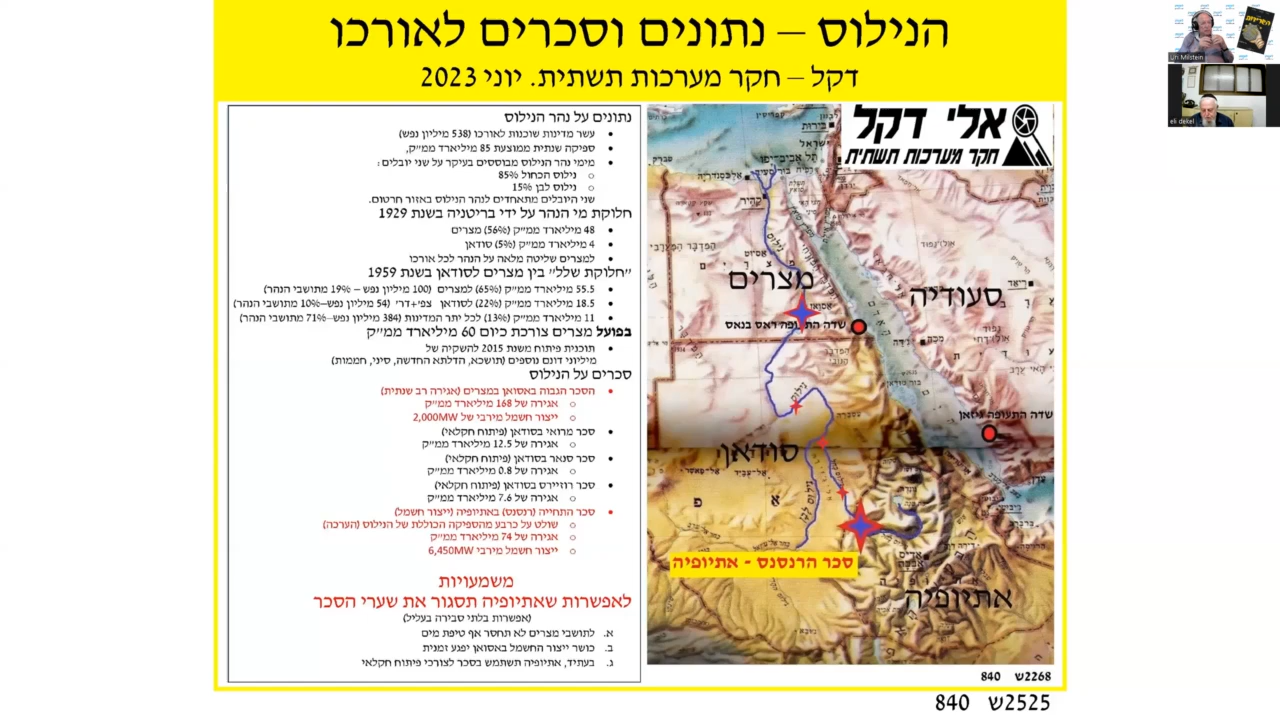 הנילוס – נתונים וסכרים לאורכו
דקל – חקר מערכות תשתית. יוני 2023
נתונים על נהר הנילוס
• עשר מדינות שוכנות לאורכו (538 מיליון נפש)
• ספיקה שנתית ממוצעת 85 מיליארד ממ״ק,
• מימי נהר הנילוס מבוססים בעיקר על שני יובלים:
○ נילוס הכחול 85%
○ נילוס לבן 15%
שני היובלים מתאחדים לנהר הנילוס באזור חרטום.
חלוקת מי הנהר על ידי בריטניה בשנת 1929
• 48 מיליארד ממ״ק (56%) מצרים
• 4 מיליארד ממ״ק (5%) סודאן
• למצרים שליטה מלאה על הנהר לכל אורכו
״חלוקת שלל״ בין מצרים לסודאן בשנת 1959
• 55.5 מיליארד ממ״ק (65%) למצרים (100 מיליון נפש – 19% מתושבי הנהר)
• 18.5 מיליארד ממ״ק (22%) לסודאן צפ׳+דר׳ (54 מיליון נפש–10% מתושבי הנהר)
• 11 מיליארד ממ״ק (13%) לכל יתר המדינות (384 מיליון נפש–71% מתושבי הנהר)
בפועל מצרים צורכת כיום 60 מיליארד ממ״ק
• תוכנית פיתוח משנת 2015 להשקיה של
מיליוני דונם נוספים (תושכא, הדלתא החדשה, סיני, חממות)
סכרים על הנילוס
• הסכר הגבוה באסואן במצרים (אגירה רב שנתית)
○ אגירה של 168 מיליארד ממ״ק
○ ייצור חשמל מירבי של 2,000MW
• סכר מרואי בסודאן (פיתוח חקלאי)
○ אגירה של 12.5 מיליארד ממ״ק
• סכר סנאר בסודאן (פיתוח חקלאי)
○ אגירה של 0.8 מיליארד ממ״ק
• סכר רוזיירס בסודאן (פיתוח חקלאי)
○ אגירה של 7.6 מיליארד ממ״ק
• סכר התחייה (רנסנס) באתיופיה (ייצור חשמל)
○ שולט על כרבע מהספיקה הכוללת של הנילוס (הערכה)
○ אגירה של 74 מיליארד ממ״ק
○ ייצור חשמל מירבי 6,450MW
משמעויות
לאפשרות שאתיופיה תסגור את שערי הסכר
(אפשרות בלתי סבירה בעליל)
א. לתושבי מצרים לא תחסר אף טיפת מים
ב. כושר ייצור החשמל באסואן יפגע זמנית
ג. בעתיד, אתיופיה תשתמש בסכר לצורכי פיתוח חקלאי
אלי דקל
חקר מערכות תשתית
בירות
ישראל
תל אביב-יפו
קהיר
מצרים
סעודיה
שדה התעופה ראס בנאס
שדה התעופה גיזאן
סודאן
סכר הרנסנס - אתיופיה
אתיופיה
2268ש 840
2525ש 840
Uri Milstein
eli dekel